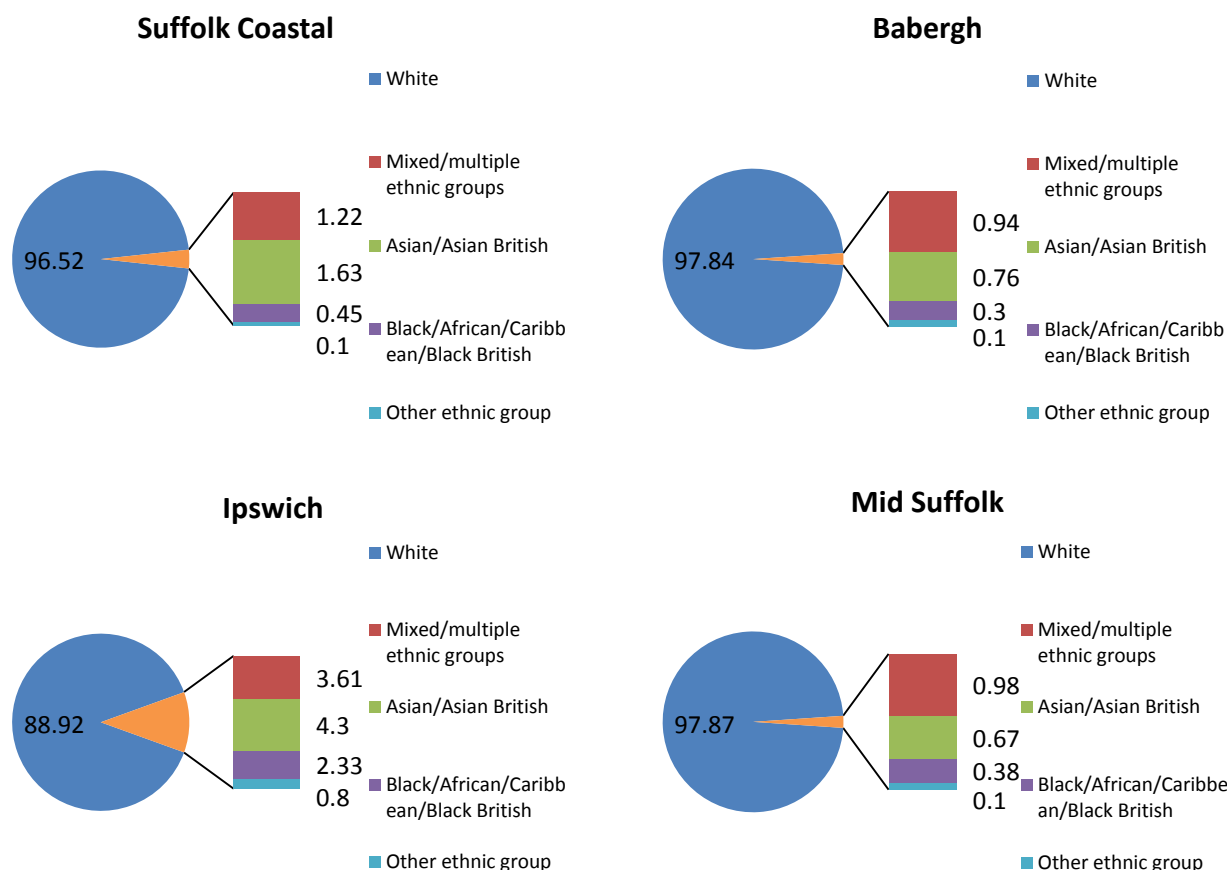 Suffolk Coastal
White
Mixed/multiple
ethnic groups
Asian/Asian British
Black/African/Caribb
ean/Black British
Other ethnic group
96.52
1.22
1.63
0.45
0.1
Babergh
White
Mixed/multiple
ethnic groups
Asian/Asian British
Black/African/Caribb
ean/Black British
Other ethnic group
97.84
0.94
0.76
0.3
0.1
Ipswich
White
Mixed/multiple
ethnic groups
Asian/Asian British
Black/African/Caribb
ean/Black British
Other ethnic group
88.92
3.61
4.3
2.33
0.8
Mid Suffolk
White
Mixed/multiple
ethnic groups
Asian/Asian British
Black/African/Caribbe
an/Black British
Other ethnic group
97.87
0.98
0.67
0.38
0.1